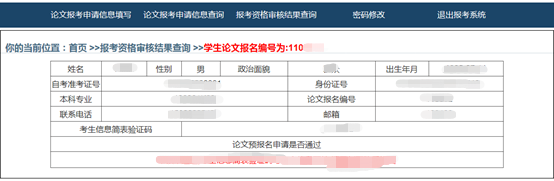 论文报考申请信息填写 论文报考申请信息查询 报考资格审核结果查询 密码修改 退出报考系统
你的当前位置：首页 >>报考资格审核结果查询 >>学生论文报名编号为:110
姓名 性别 男 政治面貌 出生年月
自考准考证号 身份证号
本科专业 论文报名编号
联系电话 邮箱
考生信息简表验证码
论文预报名申请是否通过